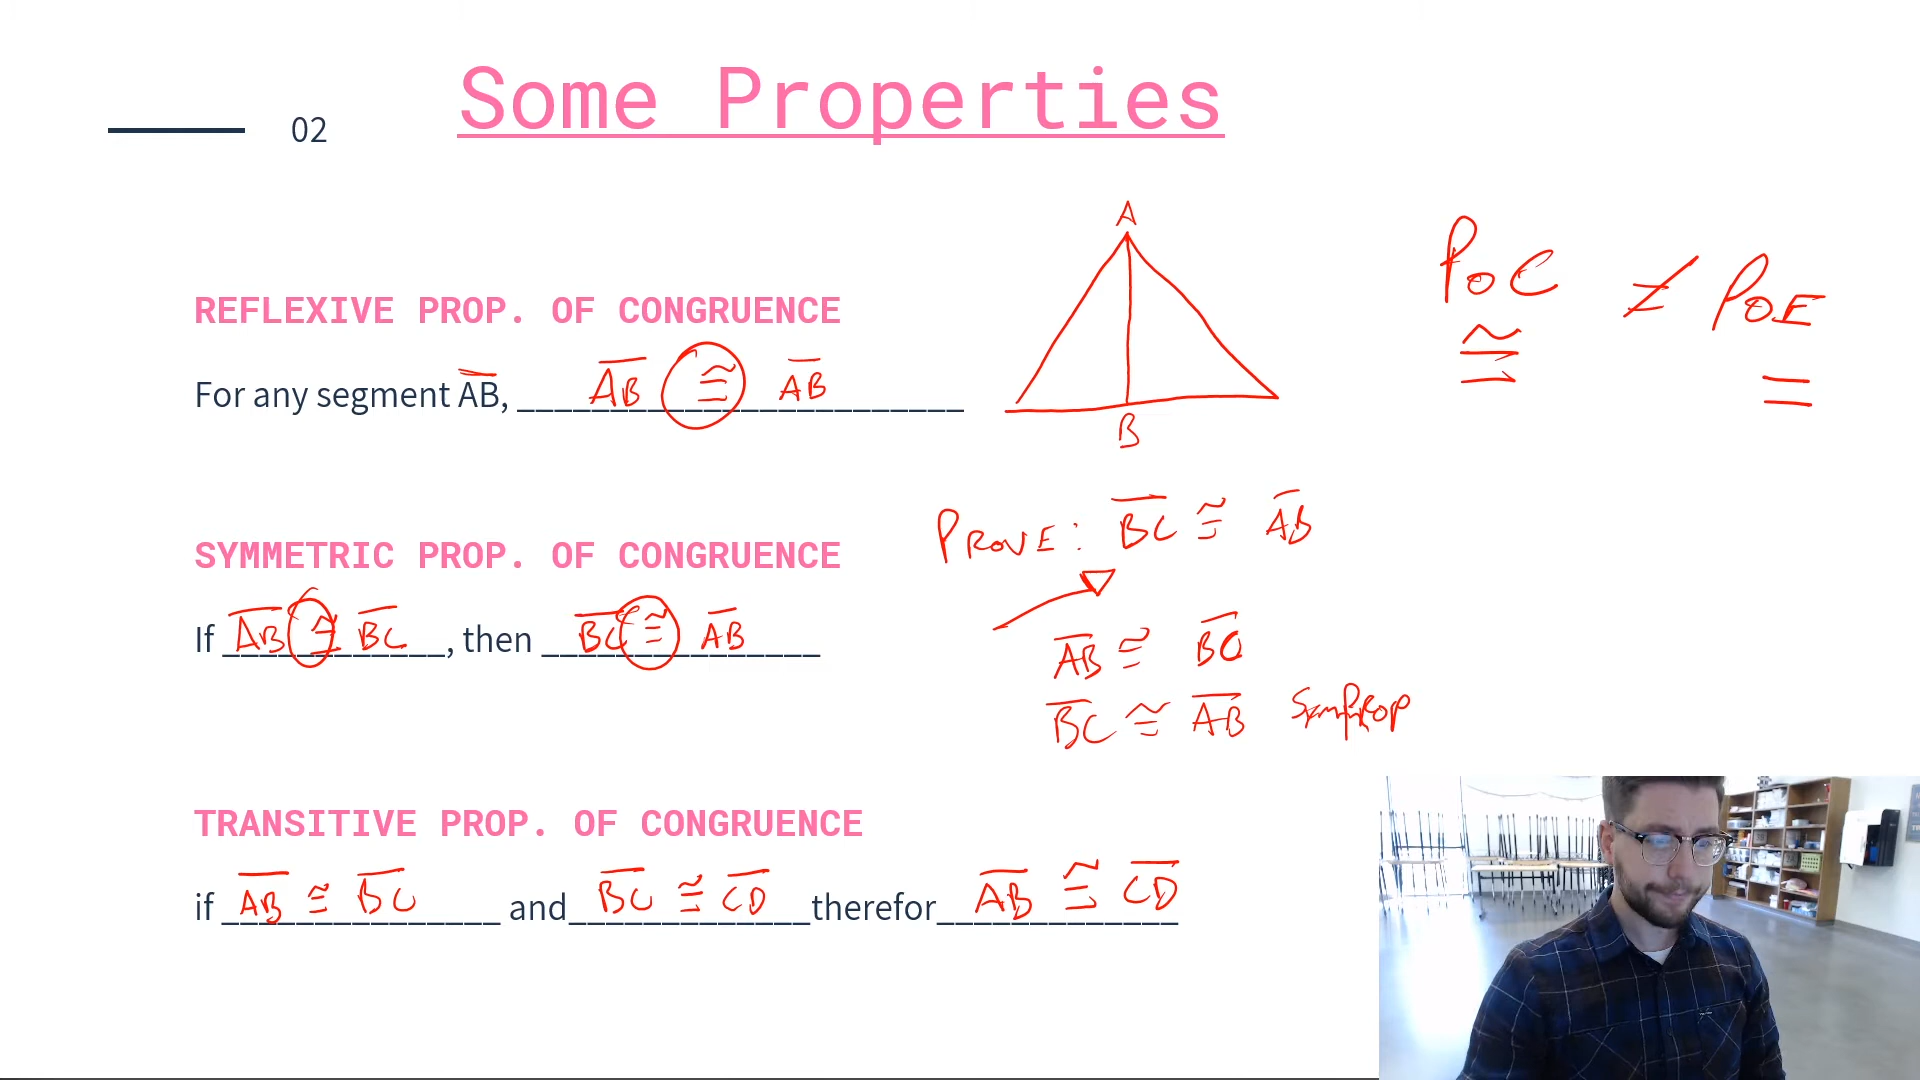 02
Some Properties
REFLEXIVE PROP. OF CONGRUENCE
For any segment AB, AB ≅ AB
A
B
POC ≠ POE
≅ =
SYMMETRIC PROP. OF CONGRUENCE
If AB ≅ BC, then BC ≅ AB
PROVE: BC ≅ AB
AB ≅ BC
BC ≅ AB Symm Prop
TRANSITIVE PROP. OF CONGRUENCE
if AB ≅ BC and BC ≅ CD therefor AB ≅ CD